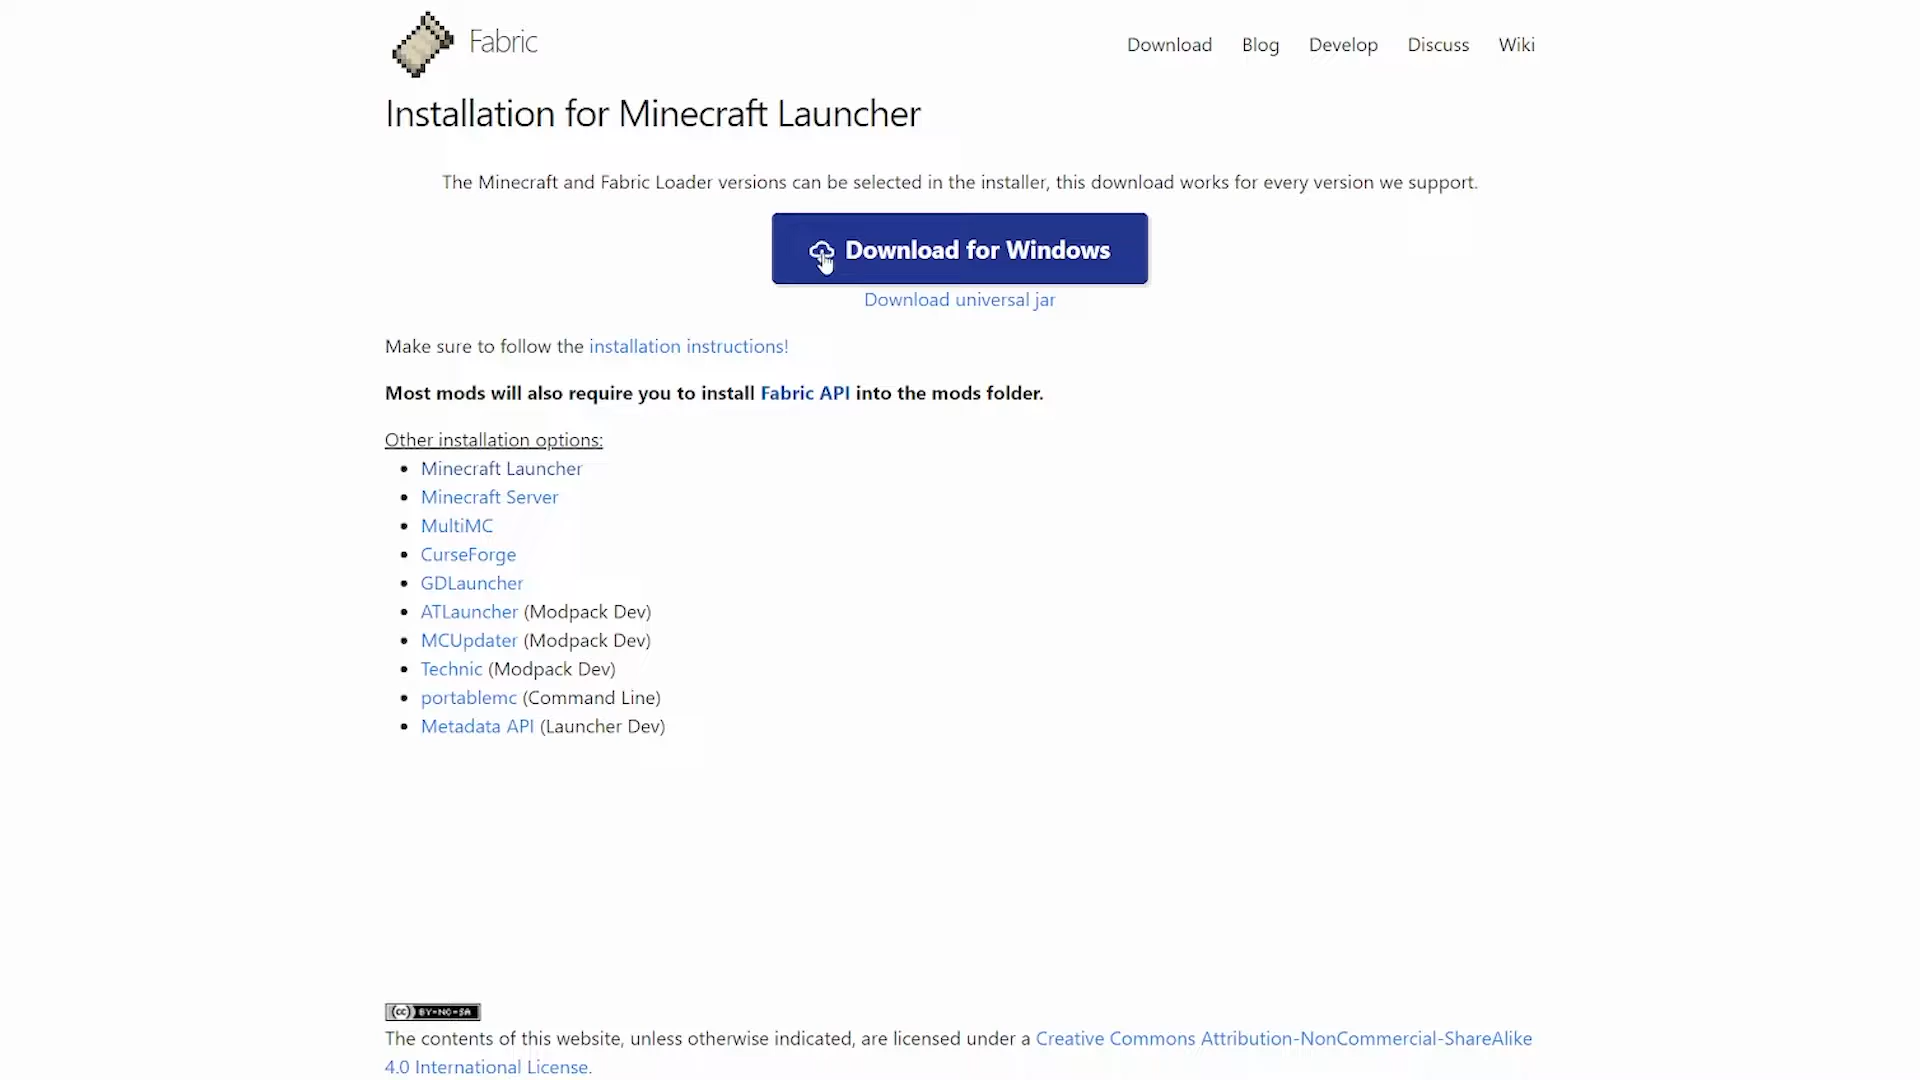 Fabric
Download Blog Develop Discuss Wiki
Installation for Minecraft Launcher
The Minecraft and Fabric Loader versions can be selected in the installer, this download works for every version we support.
Download for Windows
Download universal jar
Make sure to follow the installation instructions!
Most mods will also require you to install Fabric API into the mods folder.
Other installation options:
Minecraft Launcher
Minecraft Server
MultiMC
CurseForge
GDLauncher
ATLauncher (Modpack Dev)
MCUpdater (Modpack Dev)
Technic (Modpack Dev)
portablemc (Command Line)
Metadata API (Launcher Dev)
cc BY-NC-SA
The contents of this website, unless otherwise indicated, are licensed under a Creative Commons Attribution-NonCommercial-ShareAlike
4.0 International License.